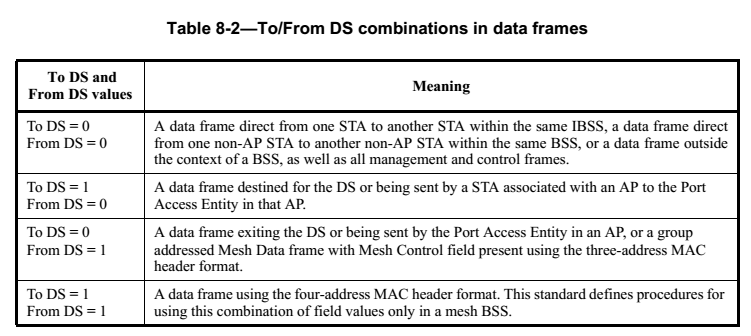 Table 8-2—To/From DS combinations in data frames
To DS and
From DS values
Meaning
To DS = 0
From DS = 0
A data frame direct from one STA to another STA within the same IBSS, a data frame direct
from one non-AP STA to another non-AP STA within the same BSS, or a data frame outside
the context of a BSS, as well as all management and control frames.
To DS = 1
From DS = 0
A data frame destined for the DS or being sent by a STA associated with an AP to the Port
Access Entity in that AP.
To DS = 0
From DS = 1
A data frame exiting the DS or being sent by the Port Access Entity in an AP, or a group
addressed Mesh Data frame with Mesh Control field present using the three-address MAC
header format.
To DS = 1
From DS = 1
A data frame using the four-address MAC header format. This standard defines procedures for
using this combination of field values only in a mesh BSS.